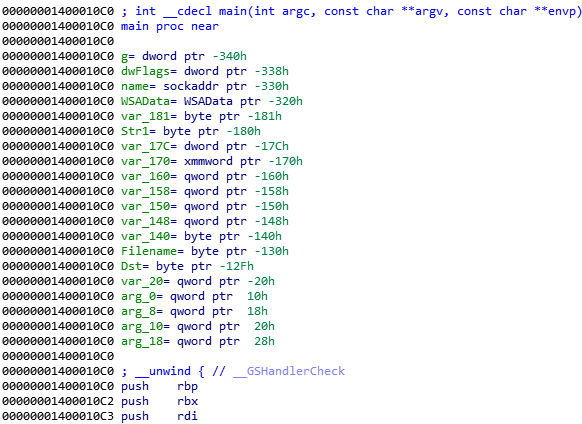 00000001400010C0 ; int __cdecl main(int argc, const char **argv, const char **envp)
00000001400010C0 main proc near
00000001400010C0
00000001400010C0 g= dword ptr -340h
00000001400010C0 dwFlags= dword ptr -338h
00000001400010C0 name= sockaddr ptr -330h
00000001400010C0 WSAData= WSAData ptr -320h
00000001400010C0 var_181= byte ptr -181h
00000001400010C0 Str1= byte ptr -180h
00000001400010C0 var_17C= dword ptr -17Ch
00000001400010C0 var_170= xmmword ptr -170h
00000001400010C0 var_160= qword ptr -160h
00000001400010C0 var_158= qword ptr -158h
00000001400010C0 var_150= qword ptr -150h
00000001400010C0 var_148= qword ptr -148h
00000001400010C0 var_140= byte ptr -140h
00000001400010C0 Filename= byte ptr -130h
00000001400010C0 Dst= byte ptr -12Fh
00000001400010C0 var_20= qword ptr -20h
00000001400010C0 arg_0= qword ptr  10h
00000001400010C0 arg_8= qword ptr  18h
00000001400010C0 arg_10= qword ptr  20h
00000001400010C0 arg_18= qword ptr  28h
00000001400010C0
00000001400010C0 ; __unwind { // __GSHandlerCheck
00000001400010C0 push    rbp
00000001400010C2 push    rbx
00000001400010C3 push    rdi